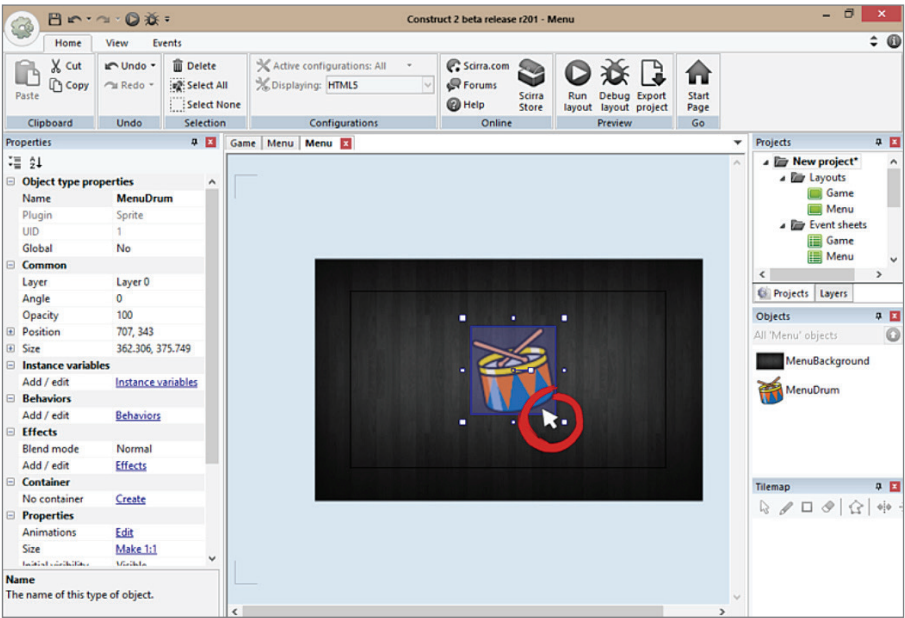 Construct 2 beta release r201 - Menu
Home View Events
Paste
Cut
Copy
Clipboard
Undo
Redo
Undo
Delete
Select All
Select None
Selection
Active configurations: All
Displaying: HTML5
Configurations
Scirra.com
Forums
Help
Scirra Store
Online
Run layout
Debug layout
Export project
Preview
Start Page
Go
Properties
Object type properties
Name MenuDrum
Plugin Sprite
UID 1
Global No
Common
Layer Layer 0
Angle 0
Opacity 100
Position 707, 343
Size 362.306, 375.749
Instance variables
Add / edit Instance variables
Behaviors
Add / edit Behaviors
Effects
Blend mode Normal
Add / edit Effects
Container
No container Create
Properties
Animations Edit
Size Make 1:1
Initial visibility Visible
Name
The name of this type of object.
Game Menu Menu
Projects
New project*
Layouts
Game
Menu
Event sheets
Game
Menu
Projects Layers
Objects
All 'Menu' objects
MenuBackground
MenuDrum
Tilemap